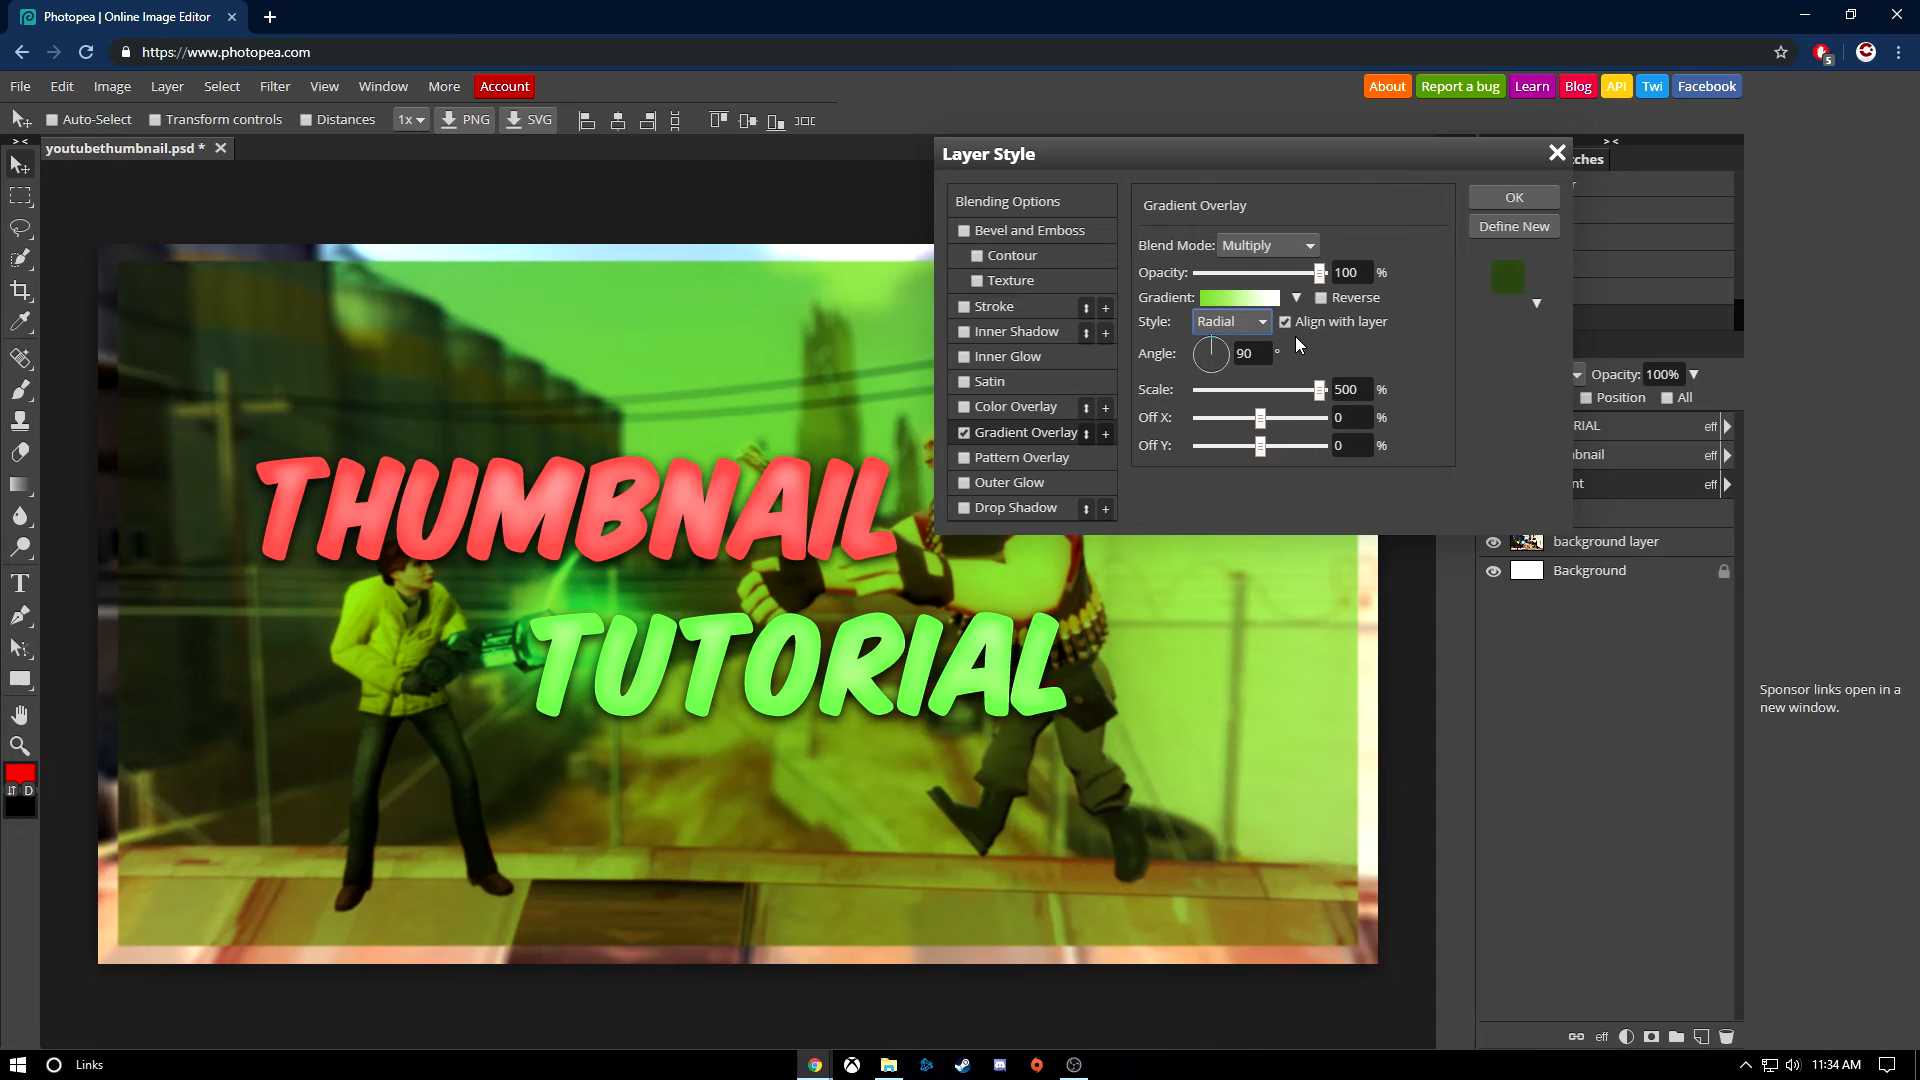 Photopea | Online Image Editor
https://www.photopea.com
5
File Edit Image Layer Select Filter View Window More Account
About Report a bug Learn Blog API Twi Facebook
Auto-Select Transform controls Distances 1x PNG SVG
> <
youtubethumbnail.psd *
> <
Layer Style
Blending Options
Bevel and Emboss
Contour
Texture
Stroke
Inner Shadow
Inner Glow
Satin
Color Overlay
Gradient Overlay
Pattern Overlay
Outer Glow
Drop Shadow
Gradient Overlay
Blend Mode: Multiply
Opacity: 100 %
Gradient: Reverse
Style: Radial Align with layer
Angle: 90 °
Scale: 500 %
Off X: 0 %
Off Y: 0 %
OK
Define New
tches
r
Opacity: 100%
Position All
RIAL eff
bnail eff
nt eff
background layer
Background
THUMBNAIL
TUTORIAL
T
D
Sponsor links open in a
new window.
eff
Links
11:34 AM